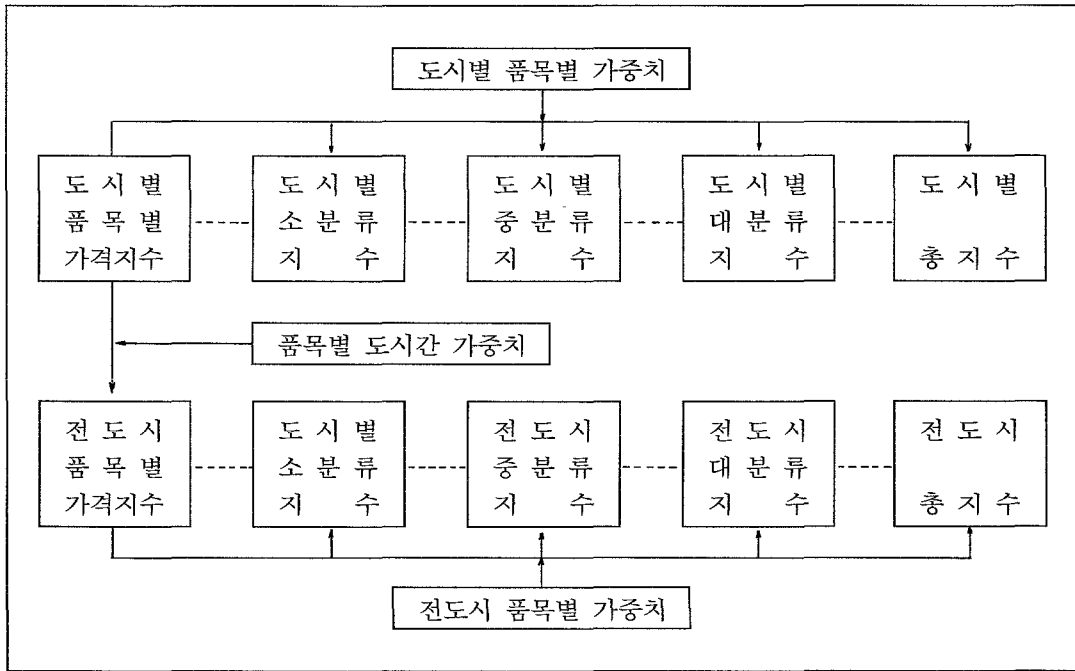 도시별 품목별 가중치
도 시 별
품 목 별
가격지수
도 시 별
소 분 류
지 수
도 시 별
중 분 류
지 수
도 시 별
대 분 류
지 수
도 시 별
총 지 수
품목별 도시간 가중치
전 도 시
품 목 별
가격지수
도 시 별
소 분 류
지 수
전 도 시
중 분 류
지 수
전 도 시
대 분 류
지 수
전 도 시
총 지 수
전도시 품목별 가중치